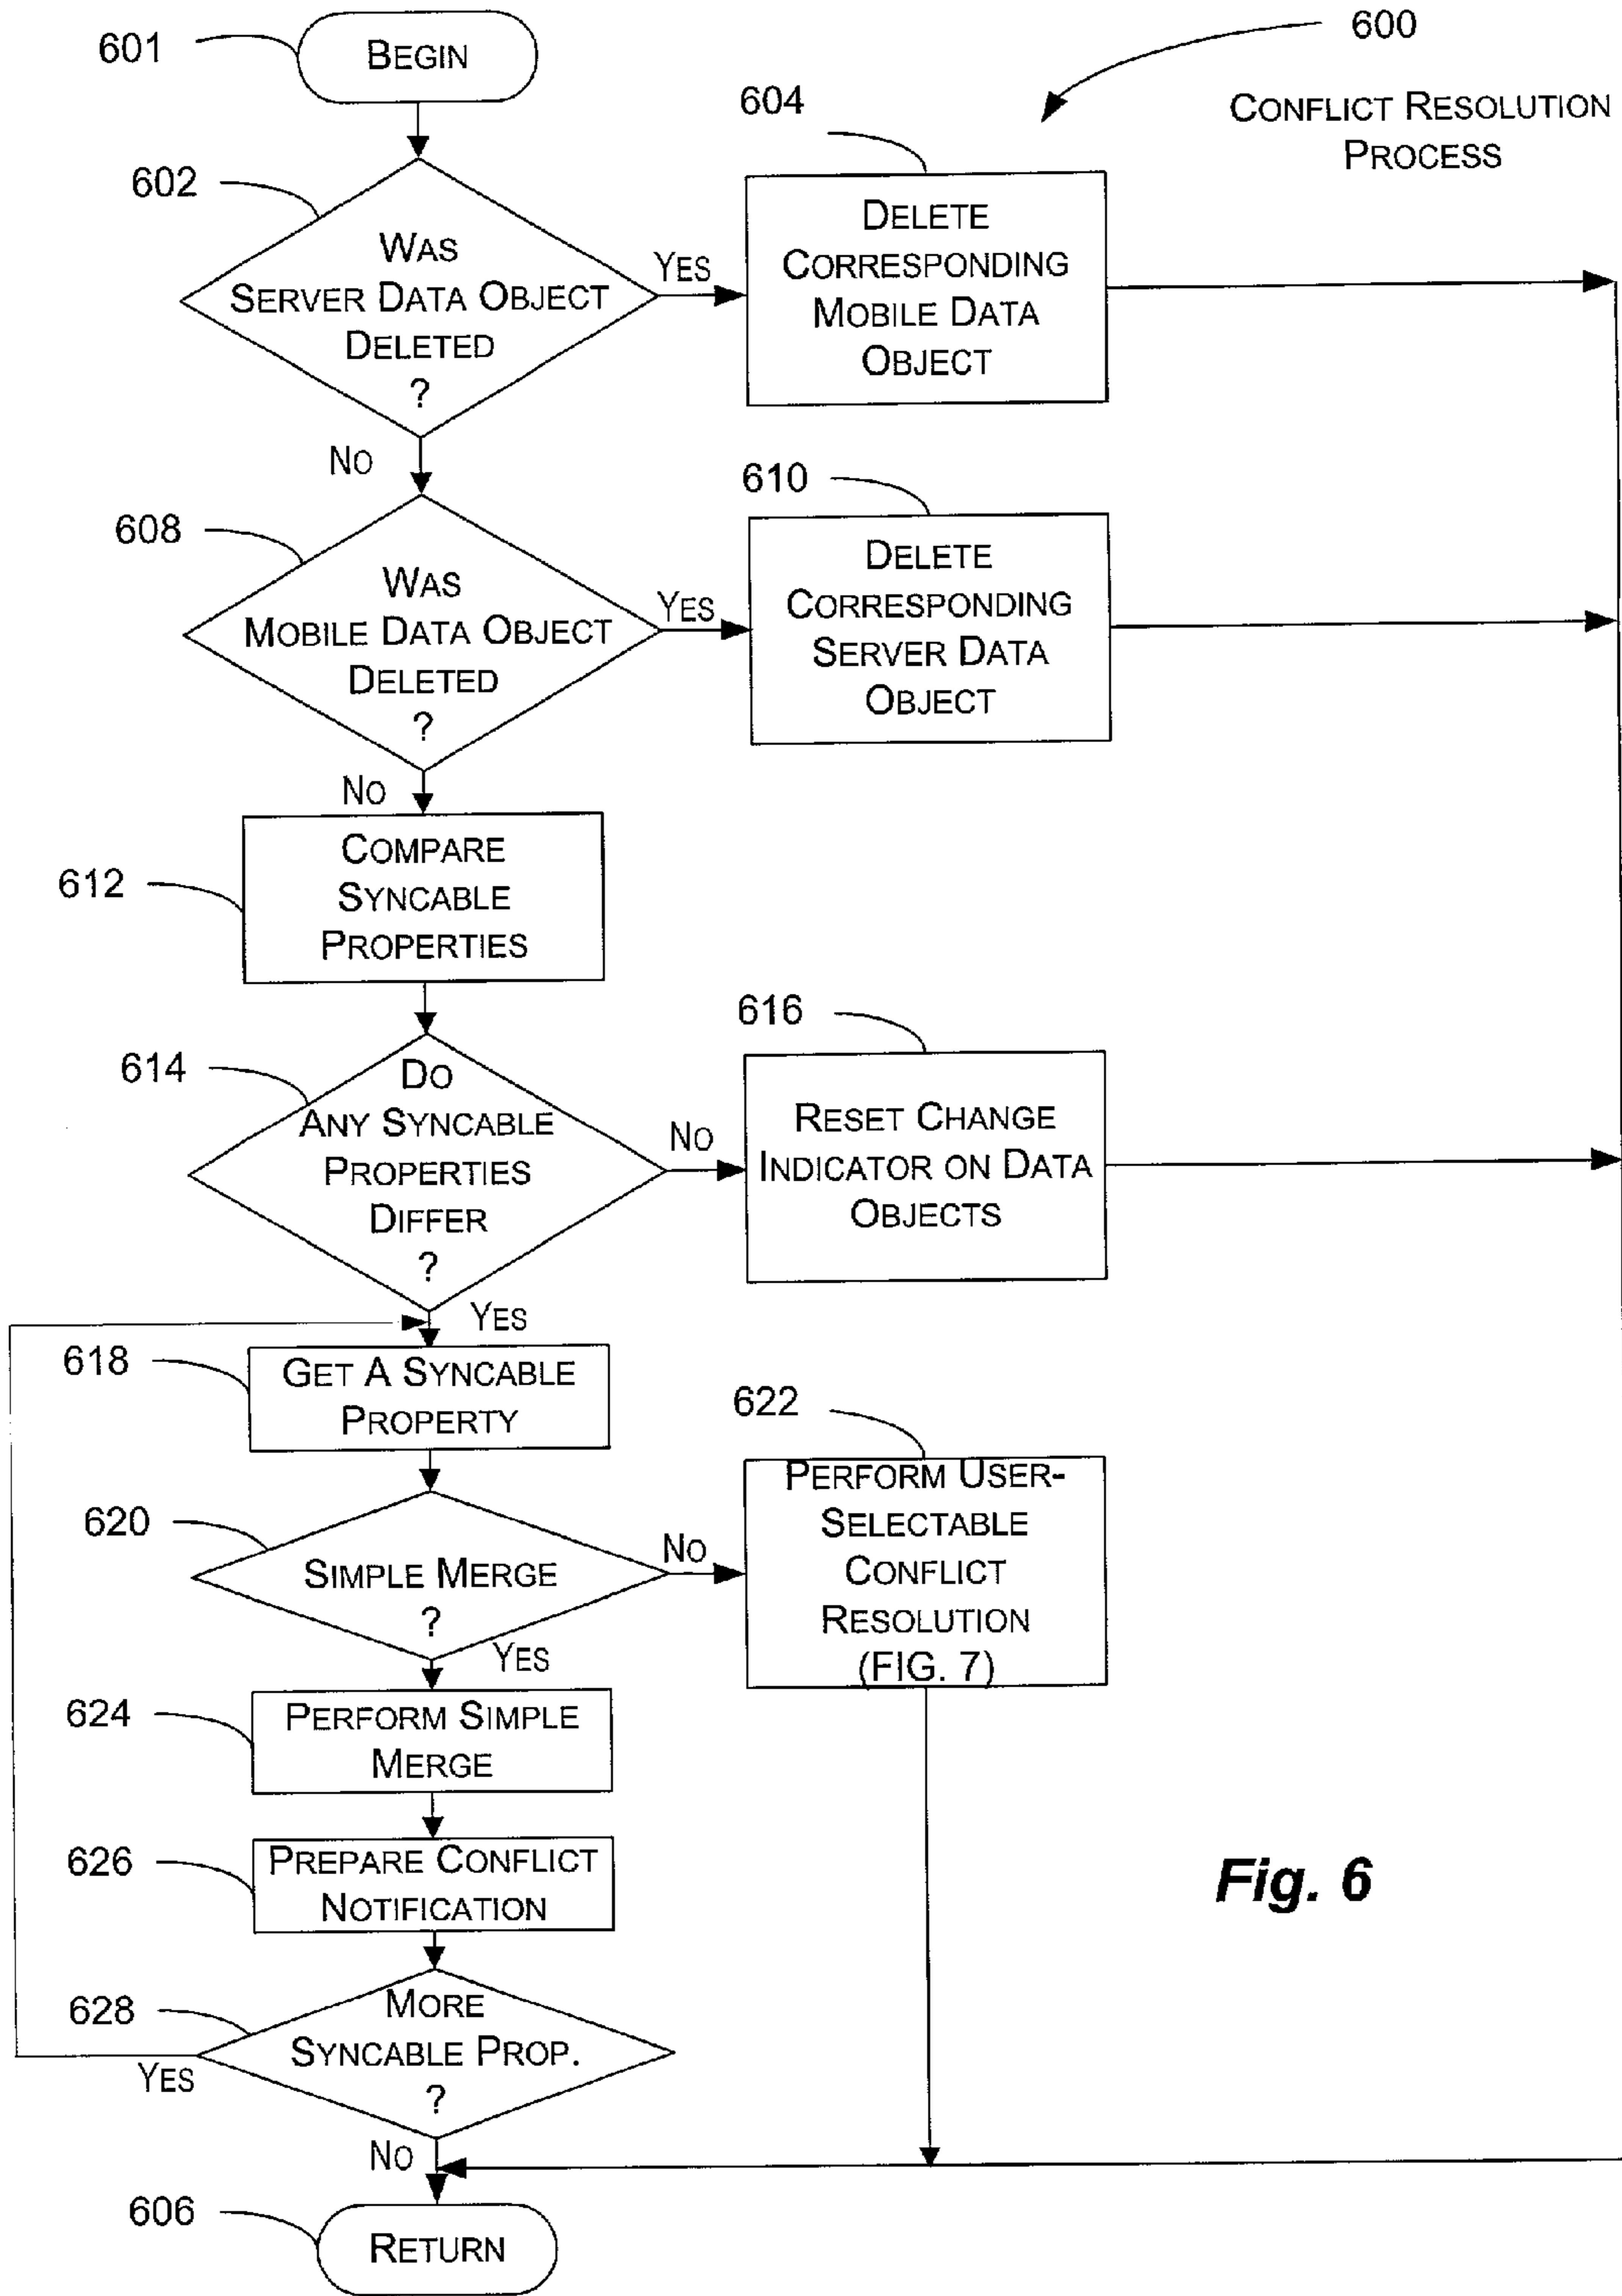 600
CONFLICT RESOLUTION
PROCESS
601
BEGIN
602
WAS
SERVER DATA OBJECT
DELETED
?
YES
NO
604
DELETE
CORRESPONDING
MOBILE DATA
OBJECT
608
WAS
MOBILE DATA OBJECT
DELETED
?
YES
NO
610
DELETE
CORRESPONDING
SERVER DATA
OBJECT
612
COMPARE
SYNCABLE
PROPERTIES
614
DO
ANY SYNCABLE
PROPERTIES
DIFFER
?
NO
YES
616
RESET CHANGE
INDICATOR ON DATA
OBJECTS
618
GET A SYNCABLE
PROPERTY
620
SIMPLE MERGE
?
NO
YES
622
PERFORM USER-
SELECTABLE
CONFLICT
RESOLUTION
(FIG. 7)
624
PERFORM SIMPLE
MERGE
626
PREPARE CONFLICT
NOTIFICATION
628
MORE
SYNCABLE PROP.
?
YES
NO
606
RETURN
Fig. 6